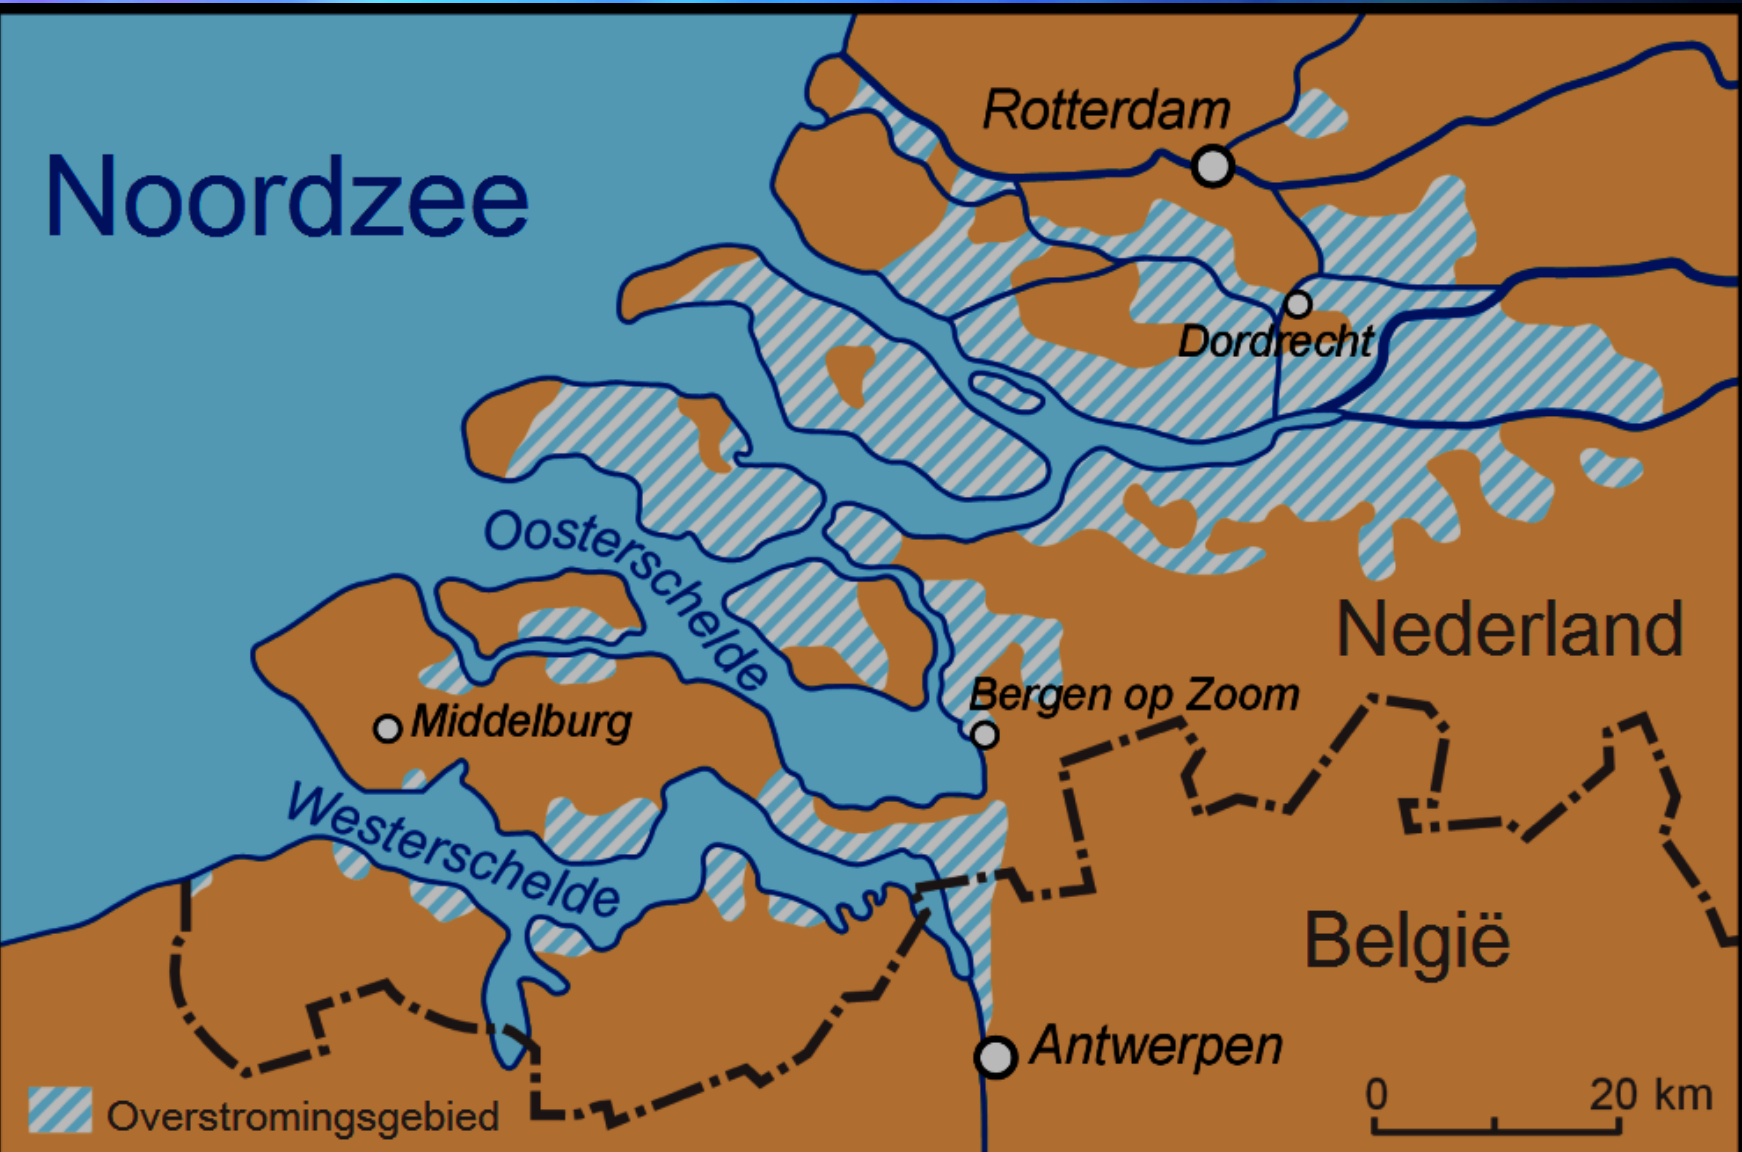 Rotterdam
Noordzee
Dordrecht
Oosterschelde
Nederland
Bergen op Zoom
Middelburg
Westerschelde
België
Antwerpen
0 20 km
Overstromingsgebied